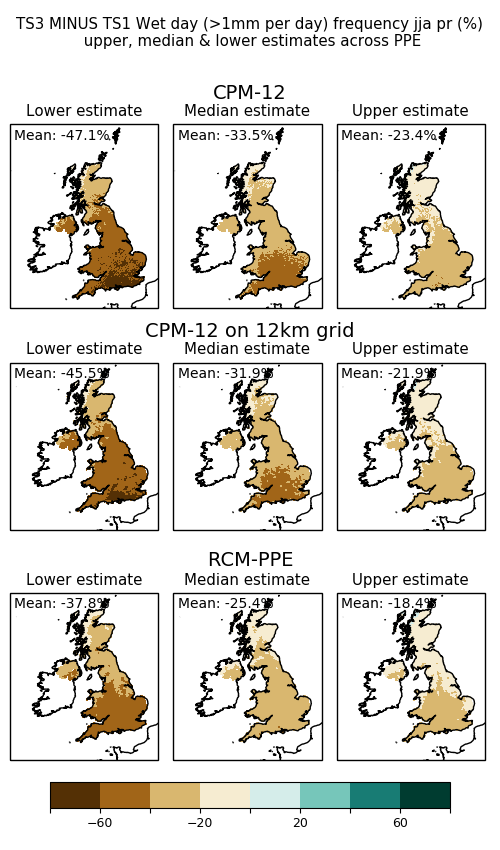 TS3 MINUS TS1 Wet day (>1mm per day) frequency jja pr (%)
upper, median & lower estimates across PPE
CPM-12
Lower estimate Median estimate Upper estimate
Mean: -47.1% Mean: -33.5% Mean: -23.4%
CPM-12 on 12km grid
Lower estimate Median estimate Upper estimate
Mean: -45.5% Mean: -31.9% Mean: -21.9%
RCM-PPE
Lower estimate Median estimate Upper estimate
Mean: -37.8% Mean: -25.4% Mean: -18.4%
−60 −20 20 60